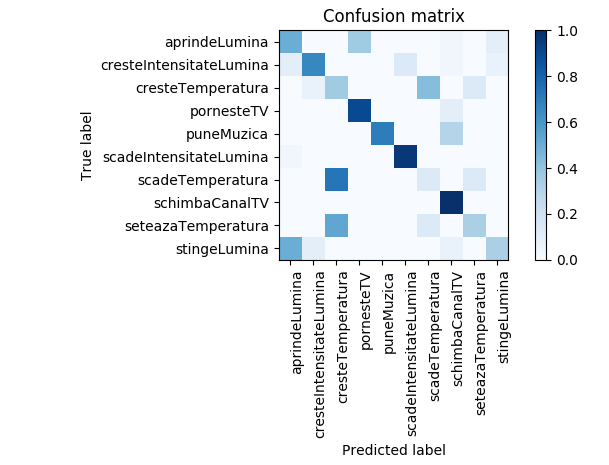 Confusion matrix
True label
aprindeLumina
cresteIntensitateLumina
cresteTemperatura
pornesteTV
puneMuzica
scadeIntensitateLumina
scadeTemperatura
schimbaCanalTV
seteazaTemperatura
stingeLumina
aprindeLumina
cresteIntensitateLumina
cresteTemperatura
pornesteTV
puneMuzica
scadeIntensitateLumina
scadeTemperatura
schimbaCanalTV
seteazaTemperatura
stingeLumina
Predicted label
1.0
0.8
0.6
0.4
0.2
0.0